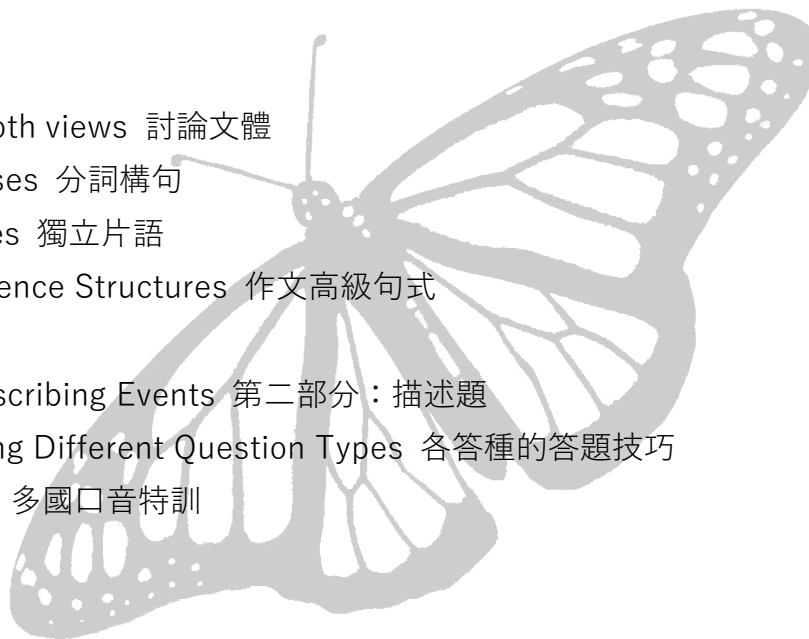 oth views 討論文體
ses 分詞構句
es 獨立片語
ence Structures 作文高級句式
scribing Events 第二部分：描述題
ng Different Question Types 各答種的答題技巧
多國口音特訓